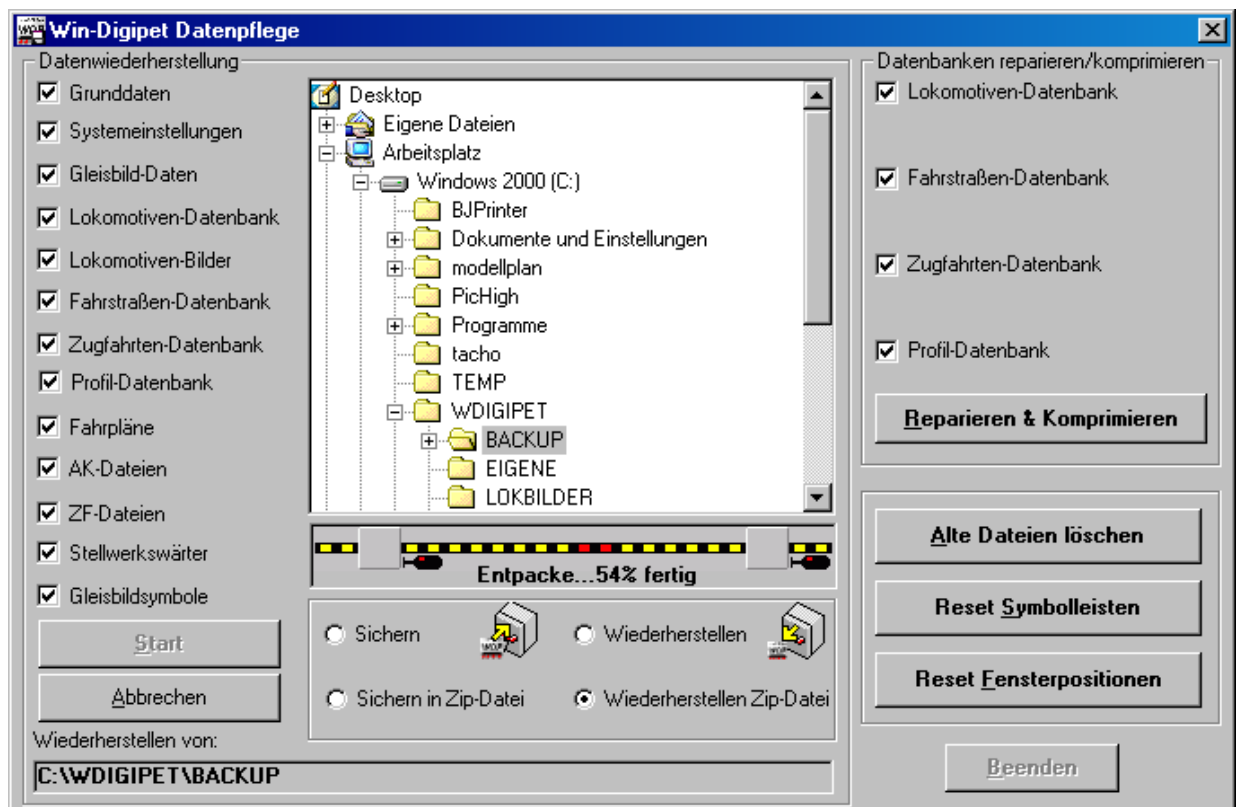 Win-Digipet Datenpflege
Datenwiederherstellung
Grunddaten
Systemeinstellungen
Gleisbild-Daten
Lokomotiven-Datenbank
Lokomotiven-Bilder
Fahrstraßen-Datenbank
Zugfahrten-Datenbank
Profil-Datenbank
Fahrpläne
AK-Dateien
ZF-Dateien
Stellwerkswärter
Gleisbildsymbole
Start
Abbrechen
Desktop
Eigene Dateien
Arbeitsplatz
Windows 2000 (C:)
BJPrinter
Dokumente und Einstellungen
modellplan
PicHigh
Programme
tacho
TEMP
WDIGIPET
BACKUP
EIGENE
LOKBILDER
Entpacke...54% fertig
Sichern
Wiederherstellen
Sichern in Zip-Datei
Wiederherstellen Zip-Datei
Wiederherstellen von:
C:\WDIGIPET\BACKUP
Datenbanken reparieren/komprimieren
Lokomotiven-Datenbank
Fahrstraßen-Datenbank
Zugfahrten-Datenbank
Profil-Datenbank
Reparieren & Komprimieren
Alte Dateien löschen
Reset Symbolleisten
Reset Fensterpositionen
Beenden